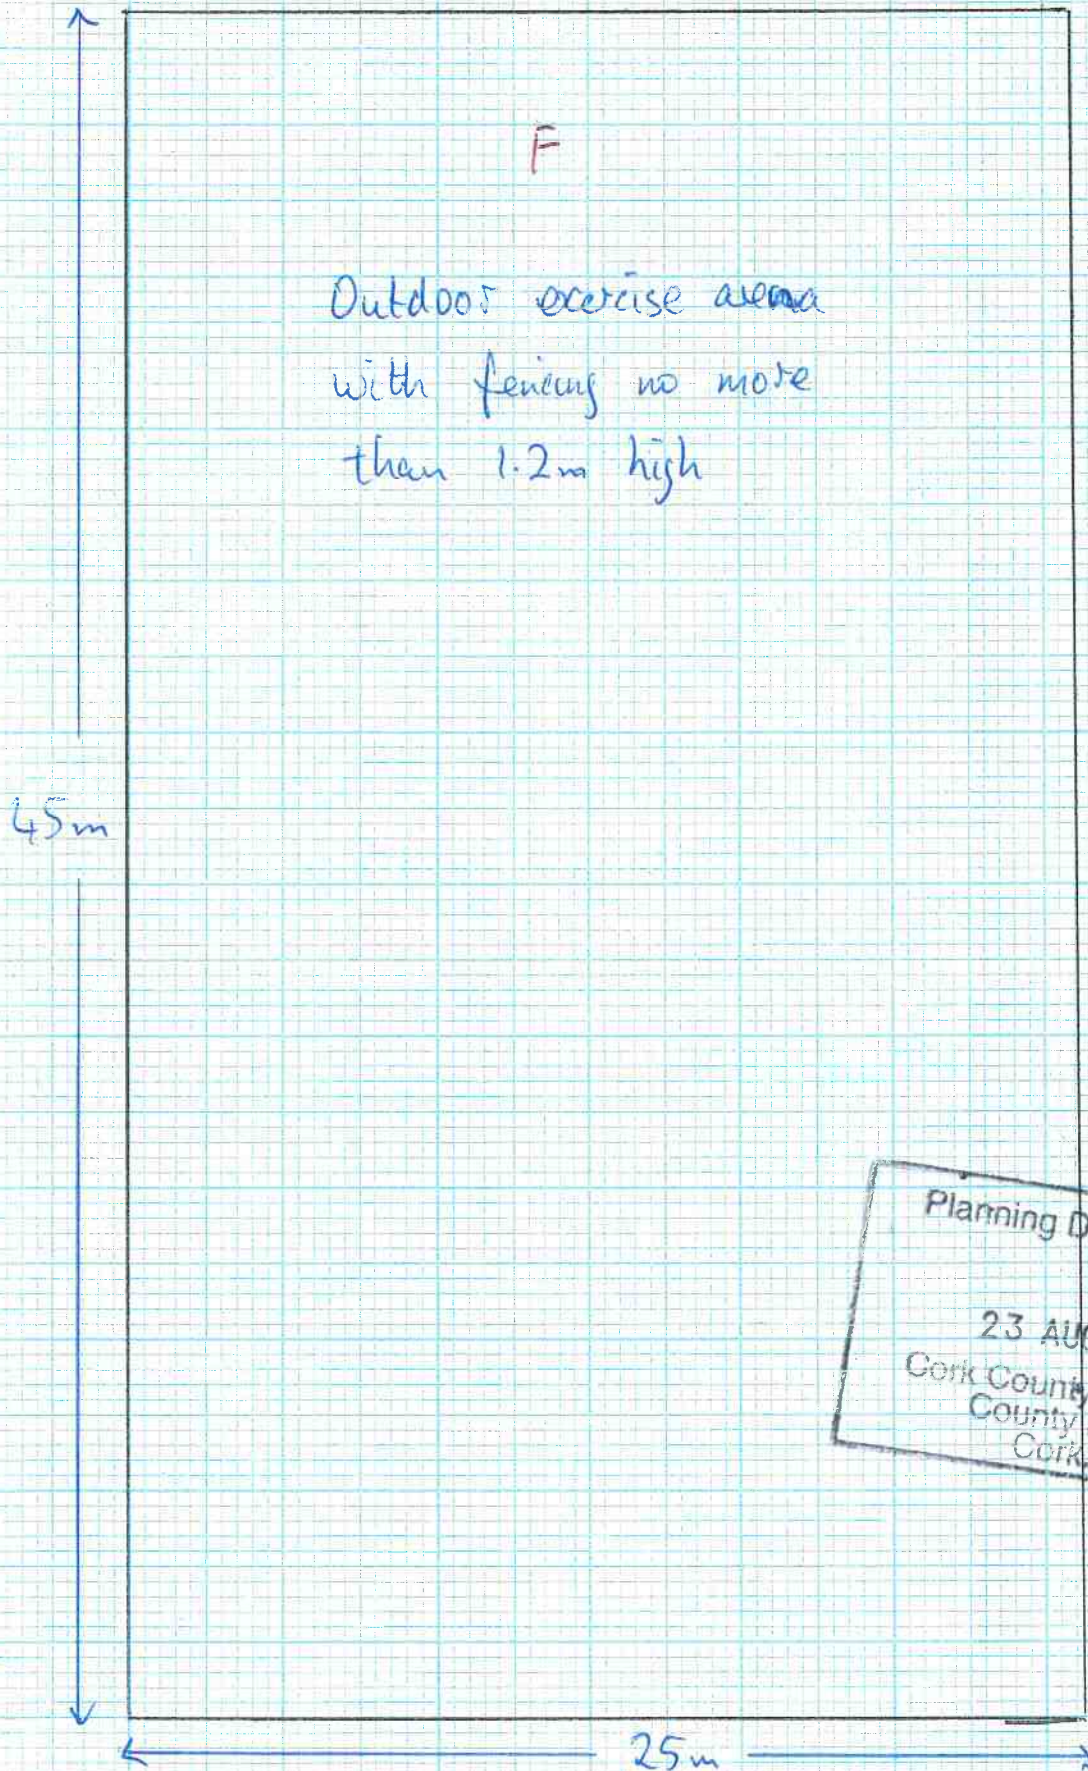 F
Outdoor exercise arena
with fencing no more
than 1.2m high
45m
Planning D
23 AUG
Cork County
County
Cork
25m